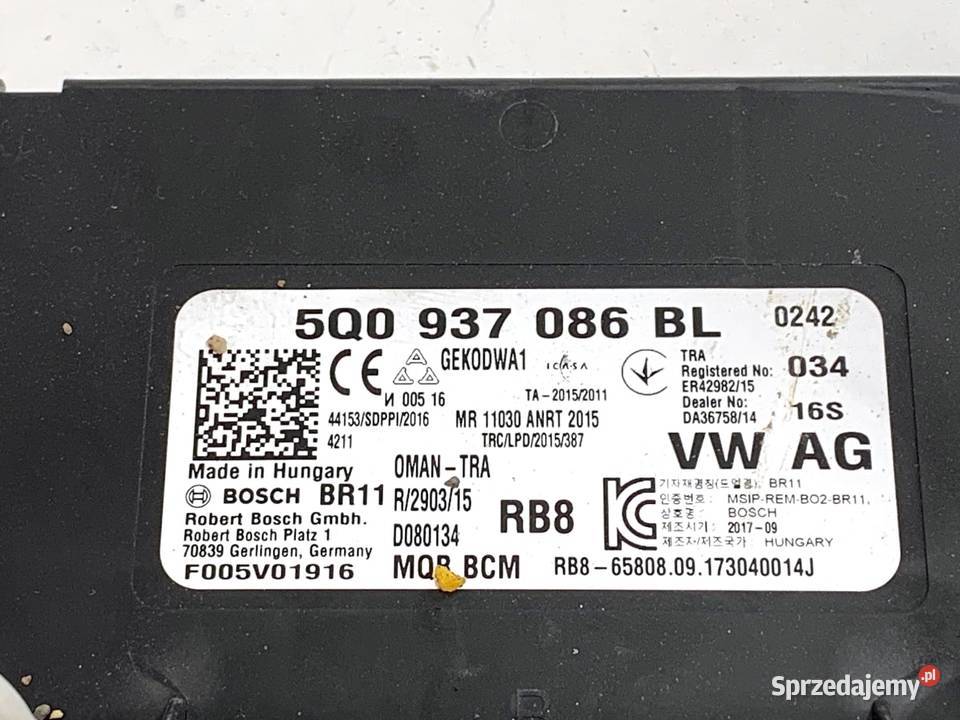 5Q0 937 086 BL 0242
CE GEKODWA1 ICASA TRA
Registered No: 034
ER42982/15
И 005 16 TA-2015/2011 Dealer No:
DA36758/14 16S
44153/SDPPI/2016 MR 11030 ANRT 2015
4211 TRC/LPD/2015/387 VW AG
Made in Hungary OMAN-TRA
BOSCH BR11 R/2903/15 RB8
Robert Bosch Gmbh.
Robert Bosch Platz 1 D080134
70839 Gerlingen, Germany
F005V01916 MQB BCM RB8-65808.09.173040014J
기자재명칭(모델명), BR11
인증번호: MSIP-REM-BO2-BR11,
상호명: BOSCH
제조시기: 2017-09
제조자/제조국가: HUNGARY
Sprzedajemy.pl